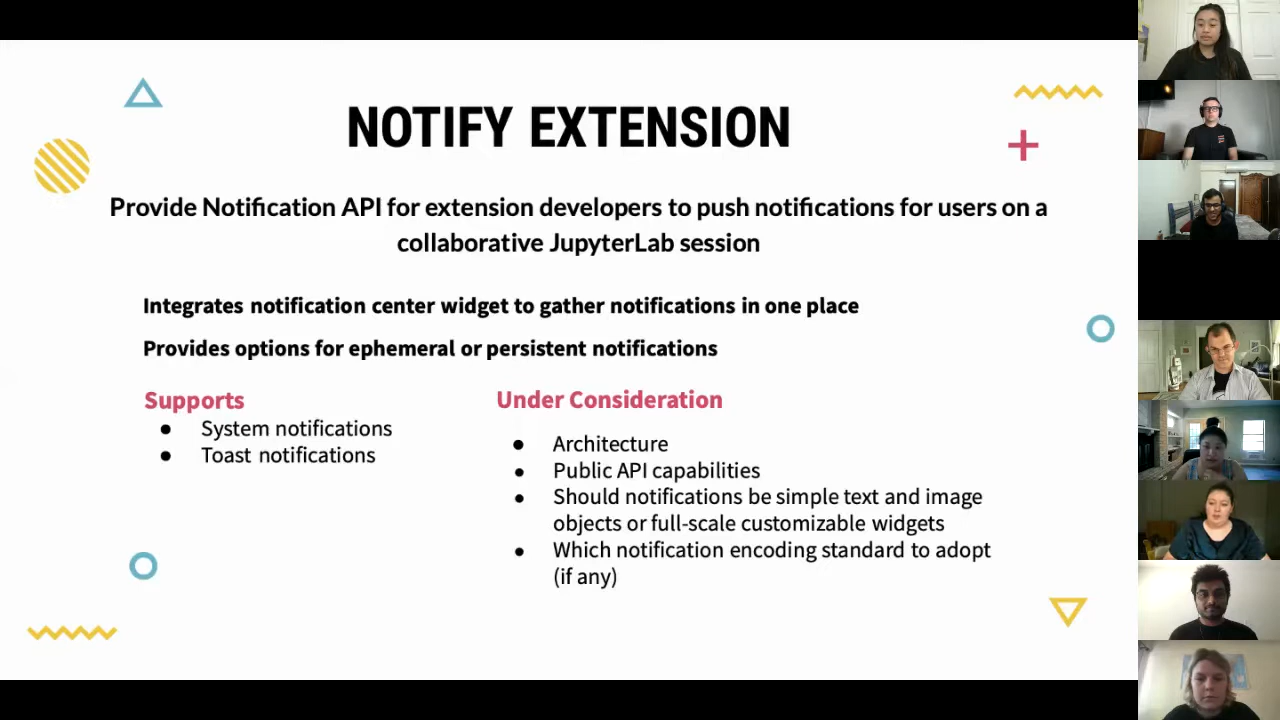 NOTIFY EXTENSION
Provide Notification API for extension developers to push notifications for users on a
collaborative JupyterLab session
Integrates notification center widget to gather notifications in one place
Provides options for ephemeral or persistent notifications
Supports
● System notifications
● Toast notifications
Under Consideration
● Architecture
● Public API capabilities
● Should notifications be simple text and image
objects or full-scale customizable widgets
● Which notification encoding standard to adopt
(if any)